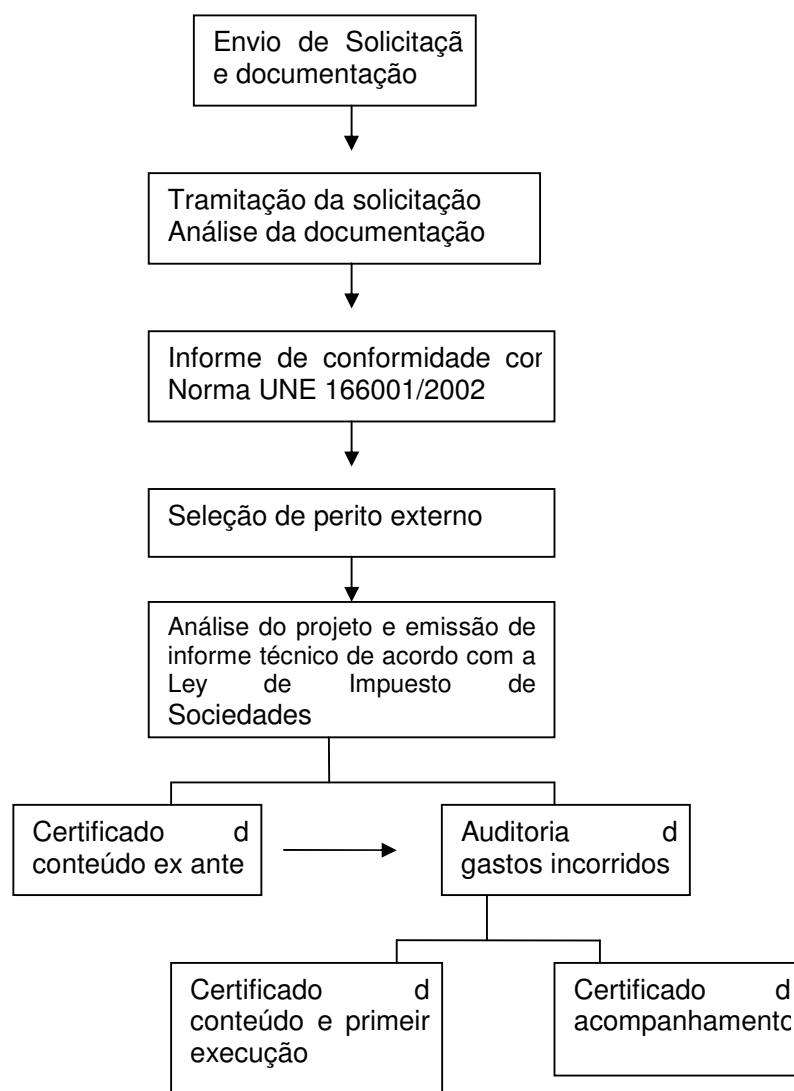 Envio de Solicitaçã
e documentação
Tramitação da solicitação
Análise da documentação
Informe de conformidade cor
Norma UNE 166001/2002
Seleção de perito externo
Análise do projeto e emissão de
informe técnico de acordo com a
Ley de Impuesto de
Sociedades
Certificado d
conteúdo ex ante
Auditoria d
gastos incorridos
Certificado d
conteúdo e primeir
execução
Certificado d
acompanhamento